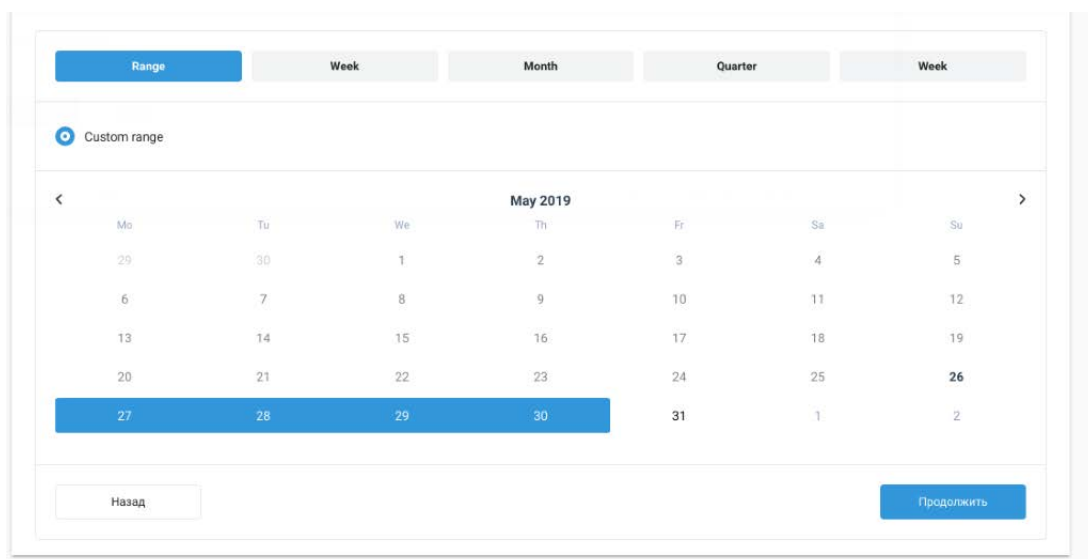 Range Week Month Quarter Week
Custom range
May 2019
Mo Tu We Th Fr Sa Su
29 30 1 2 3 4 5
6 7 8 9 10 11 12
13 14 15 16 17 18 19
20 21 22 23 24 25 26
27 28 29 30 31 1 2
Назад Продолжить